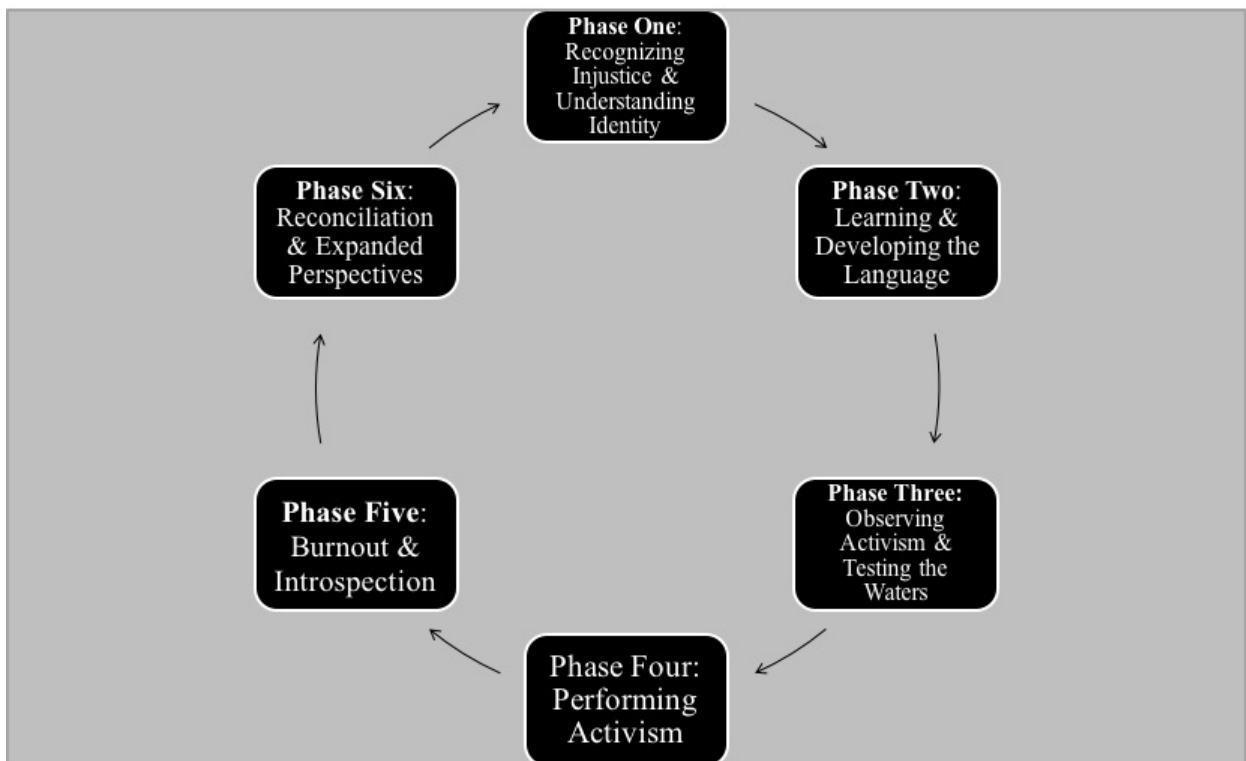 Phase One:
Recognizing
Injustice &
Understanding
Identity
Phase Two:
Learning &
Developing the
Language
Phase Three:
Observing
Activism &
Testing the
Waters
Phase Four:
Performing
Activism
Phase Five:
Burnout &
Introspection
Phase Six:
Reconciliation
& Expanded
Perspectives